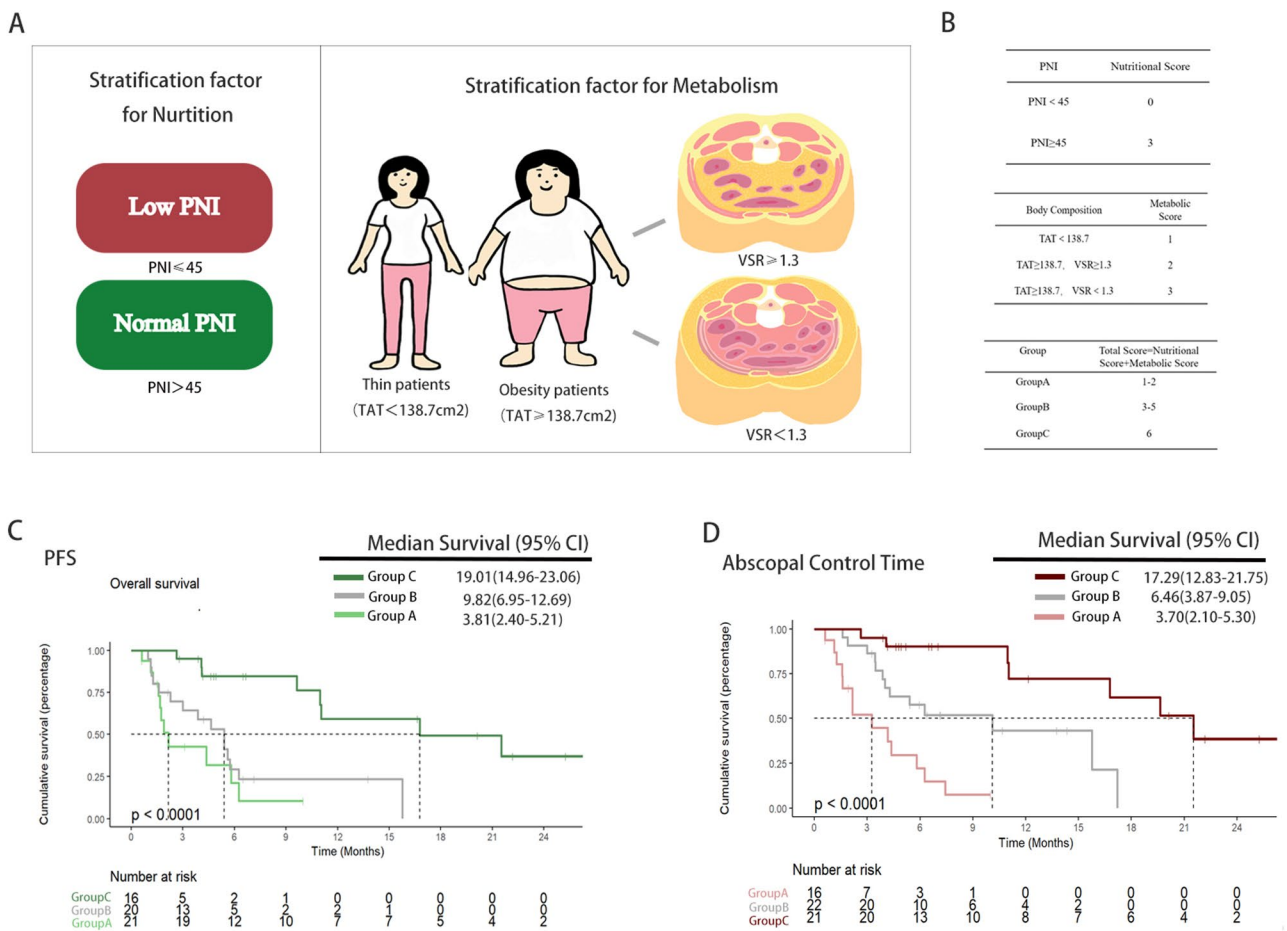 A
Stratification factor
for Nurtition
Low PNI
PNI≤45
Normal PNI
PNI>45
Stratification factor for Metabolism
Thin patients
(TAT<138.7cm2)
Obesity patients
(TAT≥138.7cm2)
VSR≥1.3
VSR<1.3
B
PNI Nutritional Score
PNI < 45 0
PNI≥45 3
Body Composition Metabolic
Score
TAT < 138.7 1
TAT≥138.7、 VSR≥1.3 2
TAT≥138.7、 VSR < 1.3 3
Group Total Score=Nutritional
Score+Metabolic Score
GroupA 1-2
GroupB 3-5
GroupC 6
C
PFS
Median Survival (95% CI)
Overall survival
Group C 19.01(14.96-23.06)
Group B 9.82(6.95-12.69)
Group A 3.81(2.40-5.21)
Cumulative survival (percentage)
1.00
0.75
0.50
0.25
0.00
p < 0.0001
0 3 6 9 12 15 18 21 24
Time (Months)
Number at risk
GroupC 16 5 2 1 0 0 0 0 0
GroupB 20 13 5 2 2 1 0 0 0
GroupA 21 19 12 10 7 7 5 4 2
D
Abscopal Control Time
Median Survival (95% CI)
Group C 17.29(12.83-21.75)
Group B 6.46(3.87-9.05)
Group A 3.70(2.10-5.30)
Cumulative survival (percentage)
1.00
0.75
0.50
0.25
0.00
p < 0.0001
0 3 6 9 12 15 18 21 24
Time (Months)
Number at risk
GroupA 16 7 3 1 0 0 0 0 0
GroupB 22 20 10 6 4 2 0 0 0
GroupC 21 20 13 10 8 7 6 4 2